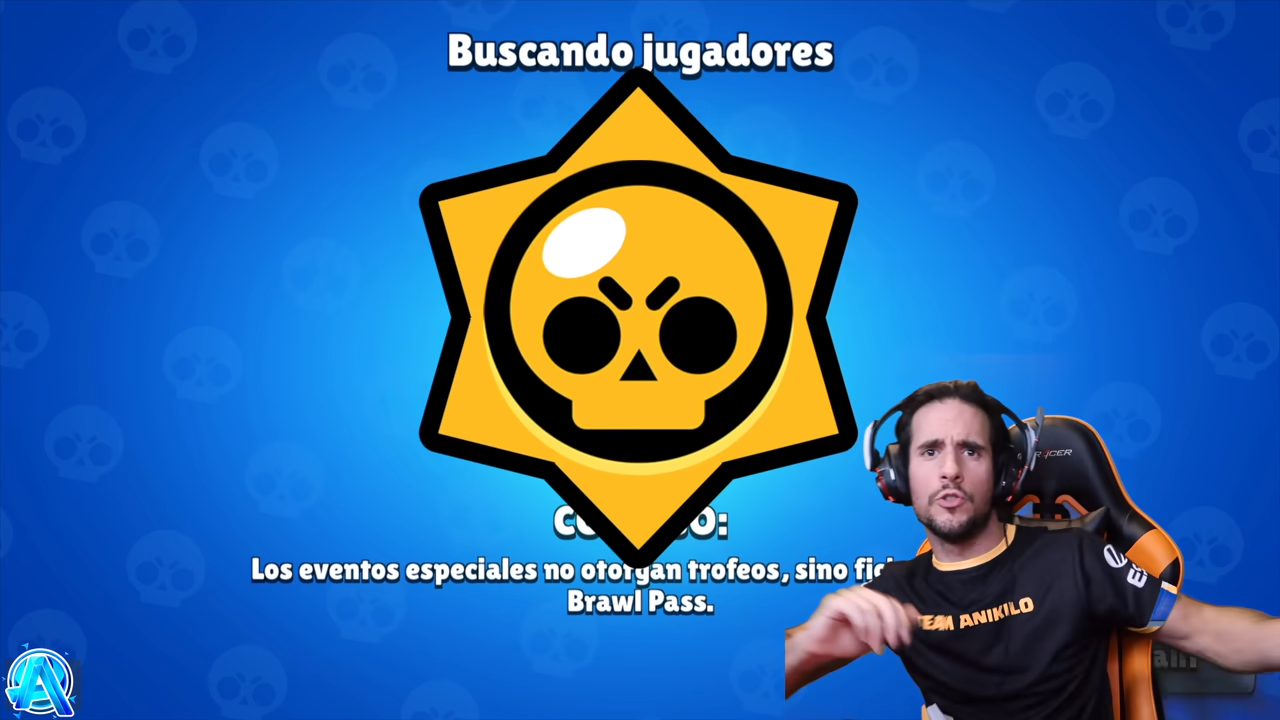 Buscando jugadores
Los eventos especiales no otorgan trofeos, sino
Brawl Pass.
TEAM ANIKILO